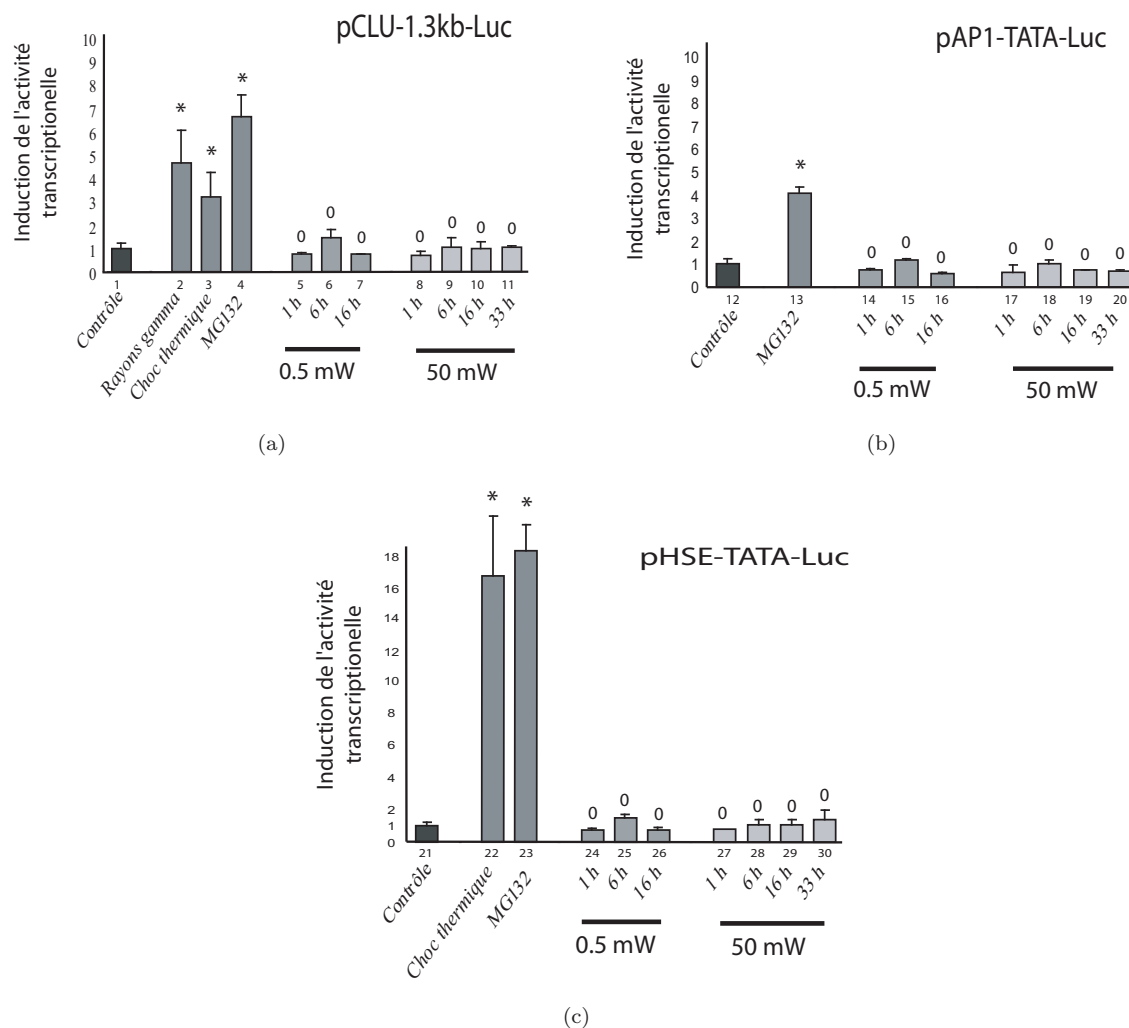 pCLU-1.3kb-Luc
Induction de l'activité
transcriptionelle
10
9
8
7
6
5
4
3
2
1
0
* * *
0 0 0 0 0 0 0
1 2 3 4 5 6 7 8 9 10 11
Contrôle Rayons gamma Choc thermique MG132 1 h 6 h 16 h 1 h 6 h 16 h 33 h
0.5 mW 50 mW
(a)
pAP1-TATA-Luc
Induction de l'activité
transcriptionelle
10
9
8
7
6
5
4
3
2
1
0
*
0 0 0 0 0 0 0
12 13 14 15 16 17 18 19 20
Contrôle MG132 1 h 6 h 16 h 1 h 6 h 16 h 33 h
0.5 mW 50 mW
(b)
pHSE-TATA-Luc
Induction de l'activité
transcriptionelle
18
16
14
12
10
8
6
4
2
1
0
* *
0 0 0 0 0 0 0
21 22 23 24 25 26 27 28 29 30
Contrôle Choc thermique MG132 1 h 6 h 16 h 1 h 6 h 16 h 33 h
0.5 mW 50 mW
(c)